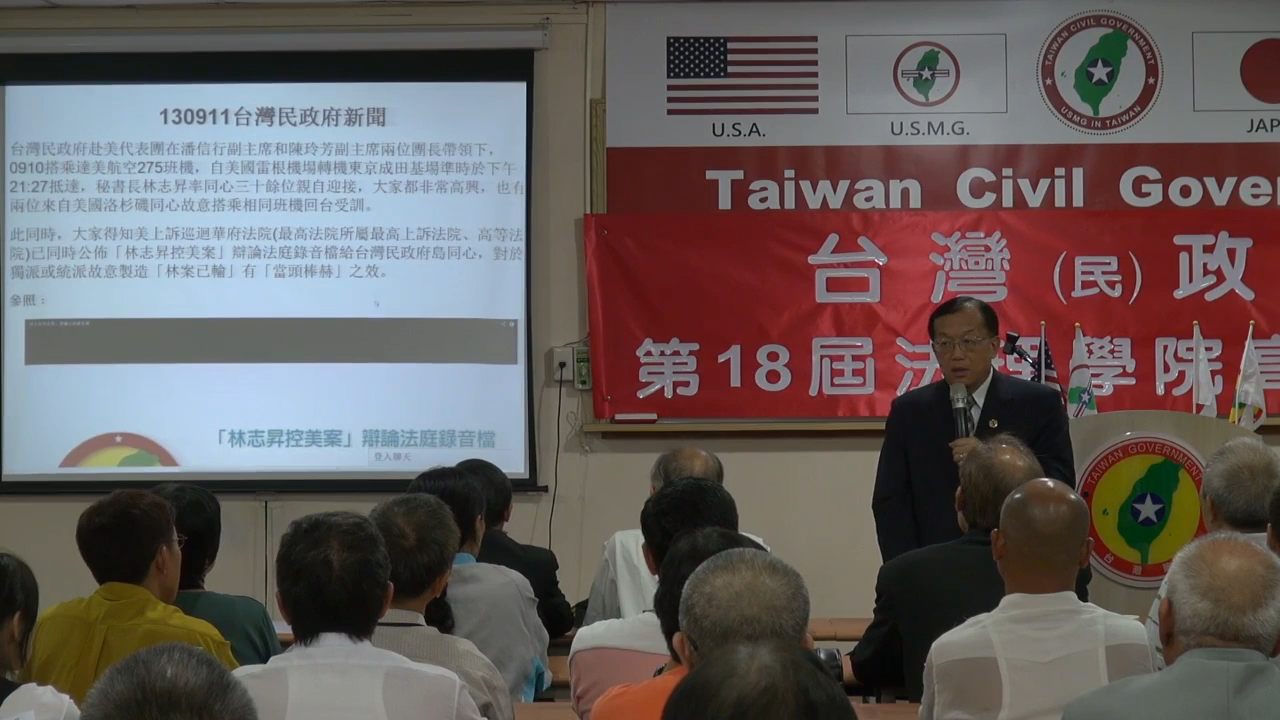 130911台灣民政府新聞
台灣民政府赴美代表團在潘信行副主席和陳玲芳副主席兩位團長帶領下，
0910搭乘達美航空275班機，自美國雷根機場轉機東京成田基場準時於下午
21:27抵達，秘書長林志昇率同心三十餘位親自迎接，大家都非常高興，也有
兩位來自美國洛杉磯同心故意搭乘相同班機回台受訓。
此同時，大家得知美上訴巡迴華府法院(最高法院所屬最高上訴法院、高等法
院)已同時公佈「林志昇控美案」辯論法庭錄音檔給台灣民政府島同心，對於
獨派或統派故意製造「林案已輸」有「當頭棒赫」之效。
參照：
「林志昇控美案」辯論法庭錄音檔
登入聊天
U.S.A.
U.S.M.G.
TAIWAN CIVIL GOVERNMENT
USMG IN TAIWAN
JAP
Taiwan Civil Gover
台灣(民)政
第18屆法理學院高
TAIWAN GOVERNMENT
台灣